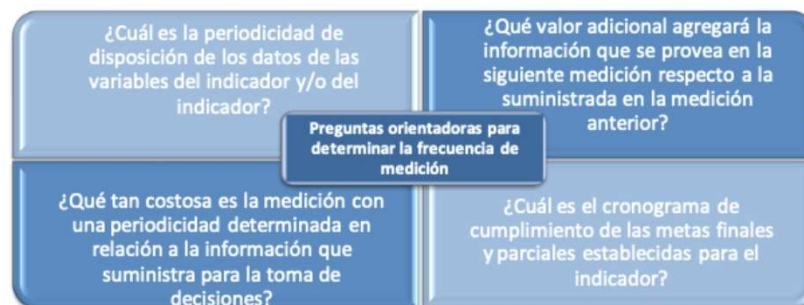 ¿Cuál es la periodicidad de
disposición de los datos de las
variables del indicador y/o del
indicador?
¿Qué valor adicional agregará la
información que se provea en la
siguiente medición respecto a la
suministrada en la medición
anterior?
Preguntas orientadoras para
determinar la frecuencia de
medición
¿Qué tan costosa es la medición con
una periodicidad determinada en
relación a la información que
suministra para la toma de
decisiones?
¿Cuál es el cronograma de
cumplimiento de las metas finales
y parciales establecidas para el
indicador?